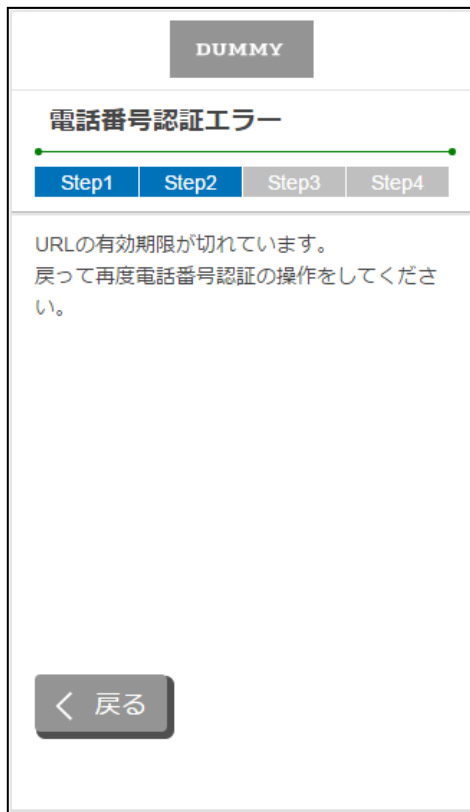 DUMMY
電話番号認証エラー
Step1 Step2 Step3 Step4
URLの有効期限が切れています。
戻って再度電話番号認証の操作をしてくださ
い。
戻る